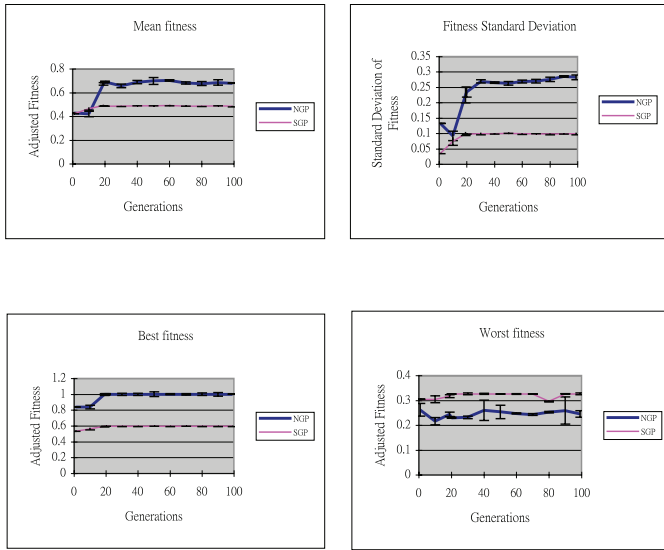 Mean fitness
Adjusted Fitness
0.8
0.6
0.4
0.2
0
0 20 40 60 80 100
Generations
NGP
SGP
Fitness Standard Deviation
Standard Deviation of
Fitness
0.35
0.3
0.25
0.2
0.15
0.1
0.05
0
0 20 40 60 80 100
Generations
NGP
SGP
Best fitness
Adjusted Fitness
1.2
1
0.8
0.6
0.4
0.2
0
0 20 40 60 80 100
Generations
NGP
SGP
Worst fitness
Adjusted Fitness
0.4
0.3
0.2
0.1
0
0 20 40 60 80 100
Generations
NGP
SGP